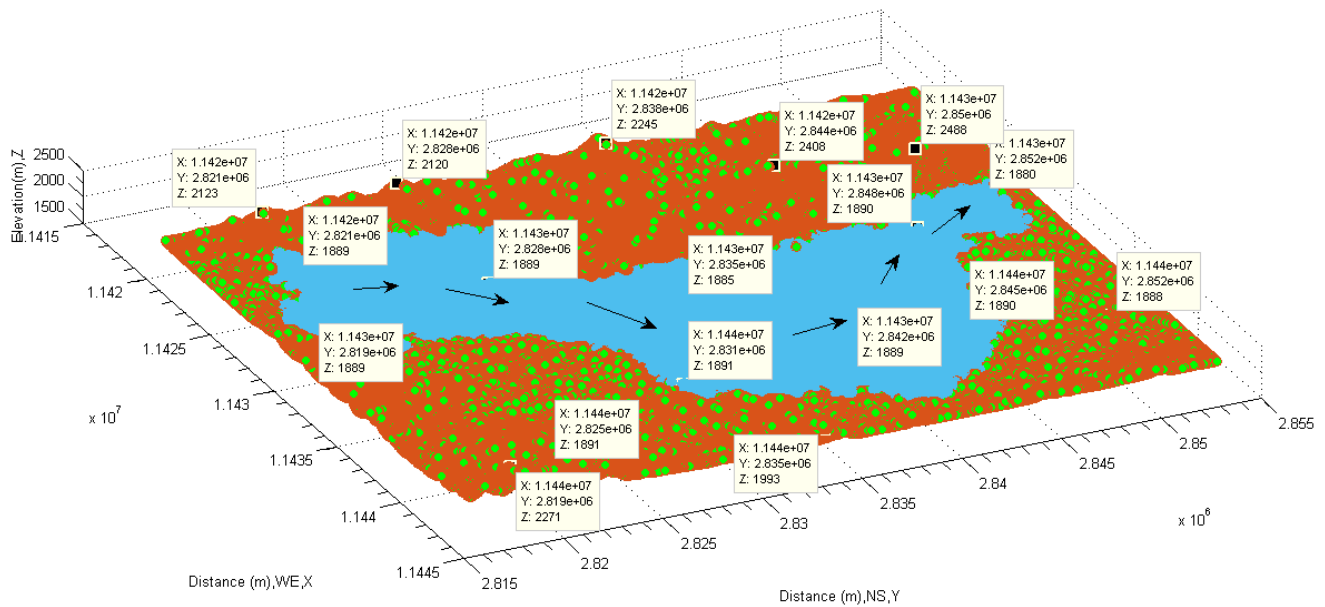 X: 1.142e+07
Y: 2.838e+06
Z: 2245
X: 1.142e+07
Y: 2.844e+06
Z: 2408
X: 1.143e+07
Y: 2.85e+06
Z: 2488
X: 1.142e+07
Y: 2.828e+06
Z: 2120
X: 1.143e+07
Y: 2.852e+06
Z: 1880
X: 1.142e+07
Y: 2.821e+06
Z: 2123
X: 1.143e+07
Y: 2.848e+06
Z: 1890
X: 1.142e+07
Y: 2.821e+06
Z: 1889
X: 1.143e+07
Y: 2.828e+06
Z: 1889
X: 1.143e+07
Y: 2.835e+06
Z: 1885
X: 1.144e+07
Y: 2.845e+06
Z: 1890
X: 1.144e+07
Y: 2.852e+06
Z: 1888
X: 1.143e+07
Y: 2.819e+06
Z: 1889
X: 1.144e+07
Y: 2.831e+06
Z: 1891
X: 1.143e+07
Y: 2.842e+06
Z: 1889
X: 1.144e+07
Y: 2.825e+06
Z: 1891
X: 1.144e+07
Y: 2.835e+06
Z: 1993
X: 1.144e+07
Y: 2.819e+06
Z: 2271
Elevation(m),Z
2500
2000
1500
1.1415
1.142
1.1425
1.143
1.1435
1.144
1.1445
x 10^7
Distance (m),WE,X
2.815
2.82
2.825
2.83
2.835
2.84
2.845
2.85
2.855
x 10^6
Distance (m),NS,Y